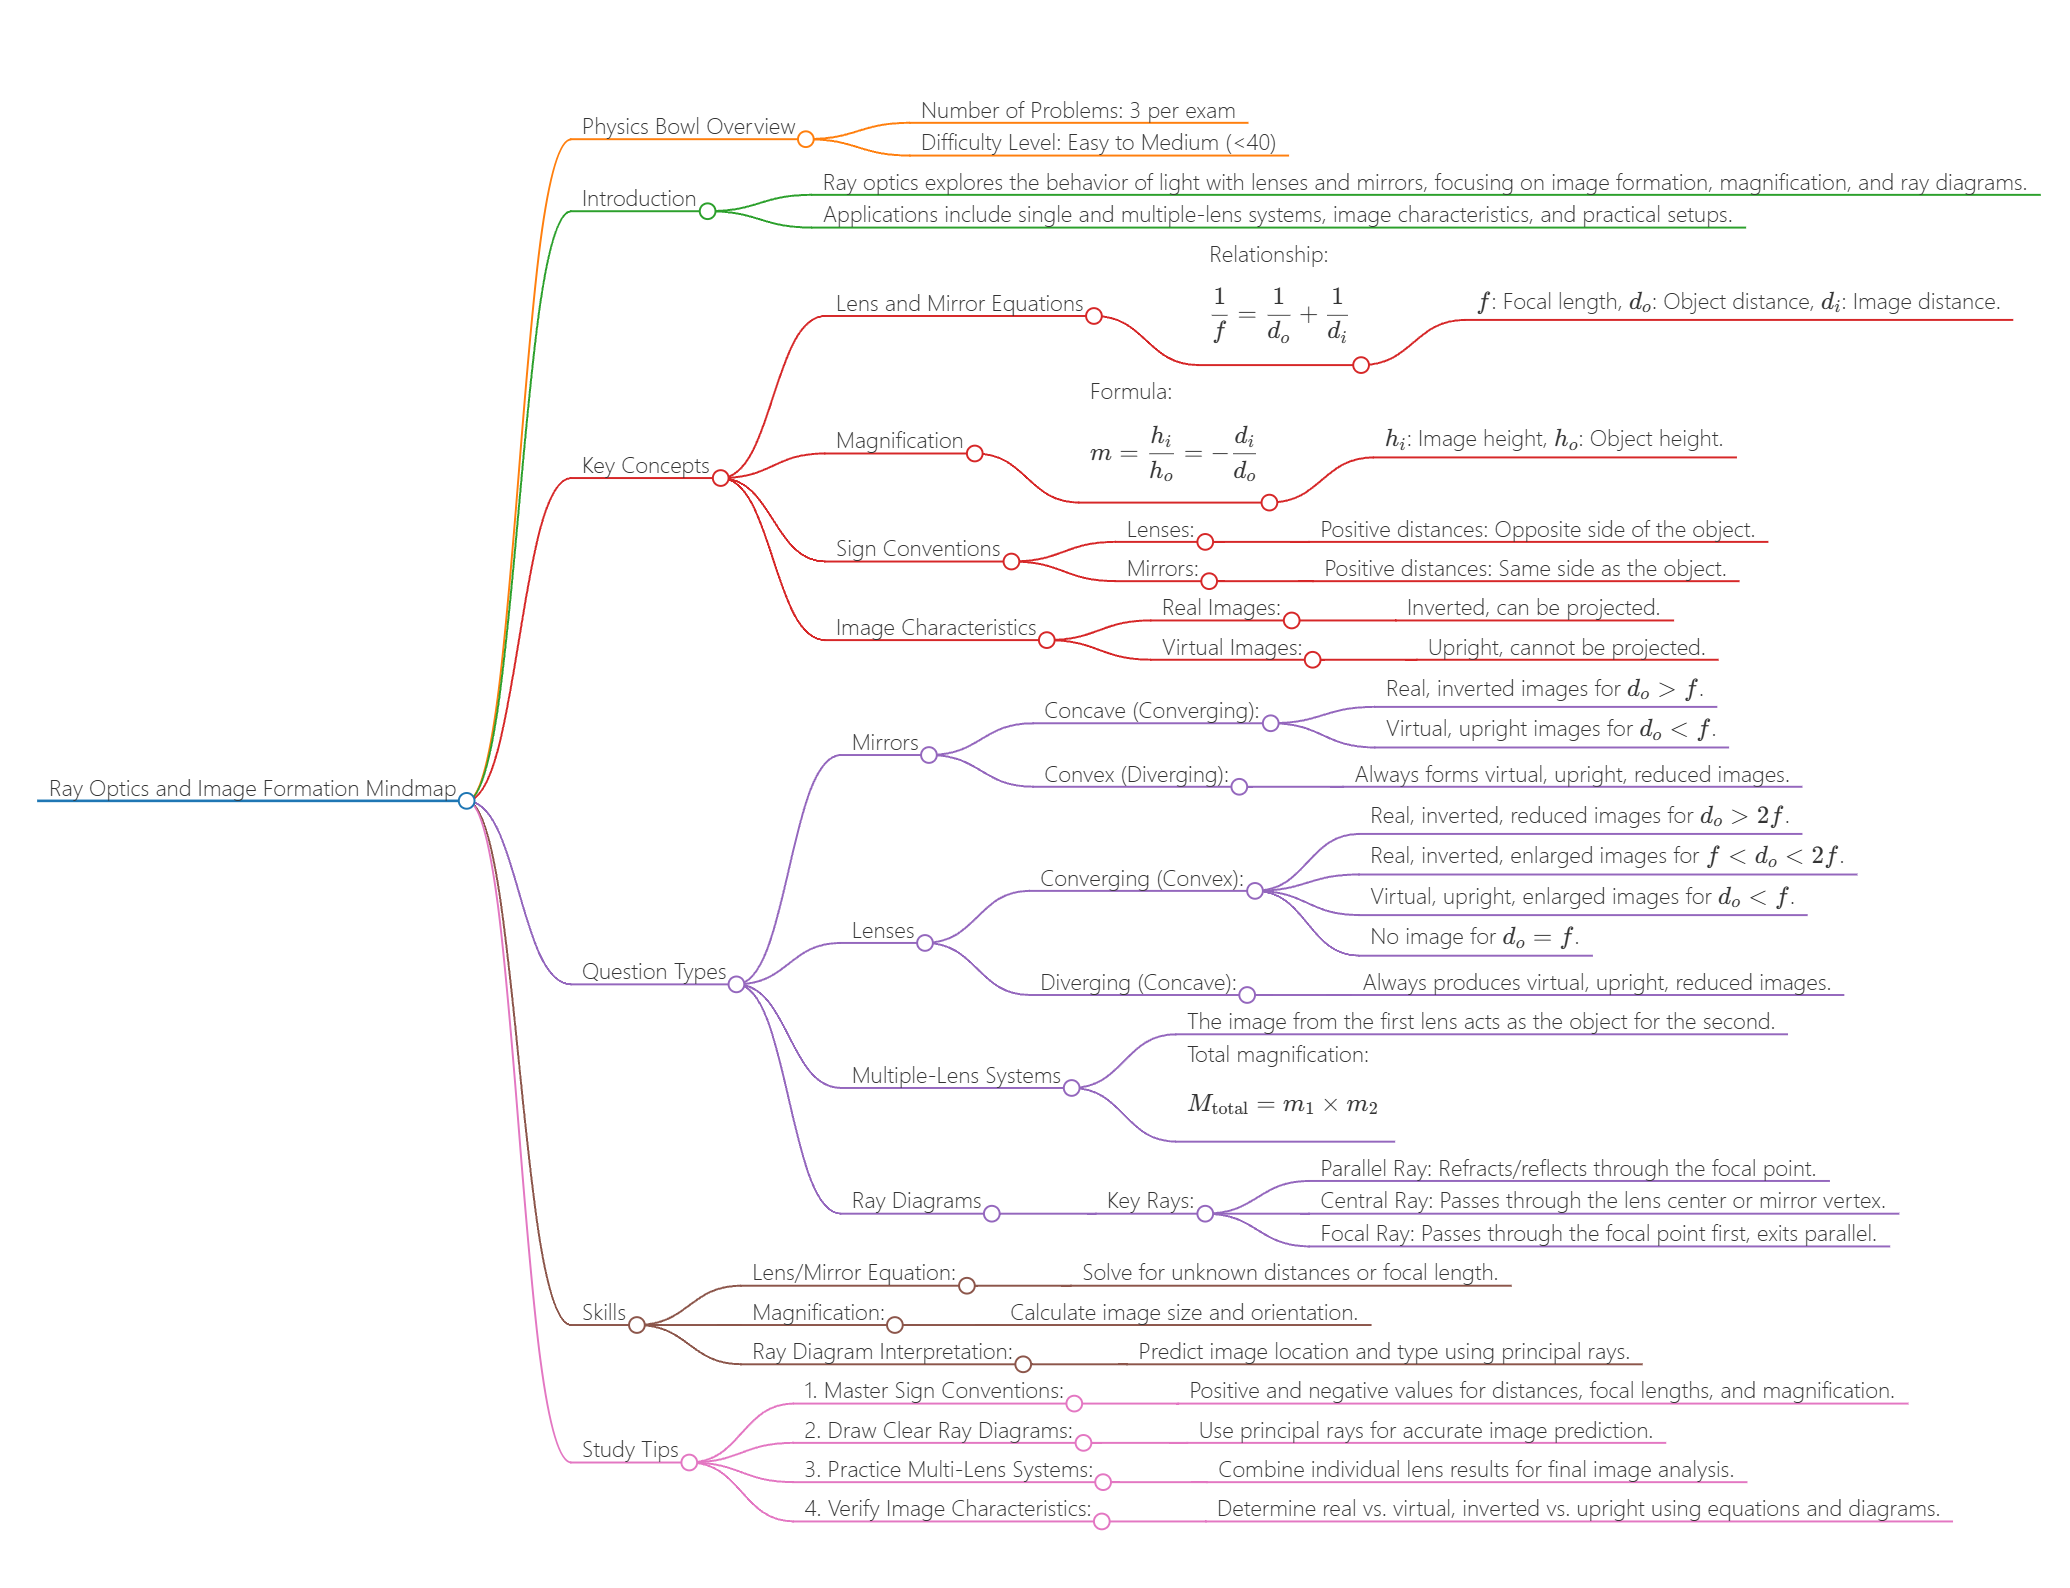 Ray Optics and Image Formation Mindmap
Physics Bowl Overview
Number of Problems: 3 per exam
Difficulty Level: Easy to Medium (<40)
Introduction
Ray optics explores the behavior of light with lenses and mirrors, focusing on image formation, magnification, and ray diagrams.
Applications include single and multiple-lens systems, image characteristics, and practical setups.
Key Concepts
Lens and Mirror Equations
Relationship:
$\frac{1}{f} = \frac{1}{d_o} + \frac{1}{d_i}$
$f$: Focal length, $d_o$: Object distance, $d_i$: Image distance.
Magnification
Formula:
$m = \frac{h_i}{h_o} = -\frac{d_i}{d_o}$
$h_i$: Image height, $h_o$: Object height.
Sign Conventions
Lenses:
Positive distances: Opposite side of the object.
Mirrors:
Positive distances: Same side as the object.
Image Characteristics
Real Images:
Inverted, can be projected.
Virtual Images:
Upright, cannot be projected.
Question Types
Mirrors
Concave (Converging):
Real, inverted images for $d_o > f$.
Virtual, upright images for $d_o < f$.
Convex (Diverging):
Always forms virtual, upright, reduced images.
Lenses
Converging (Convex):
Real, inverted, reduced images for $d_o > 2f$.
Real, inverted, enlarged images for $f < d_o < 2f$.
Virtual, upright, enlarged images for $d_o < f$.
No image for $d_o = f$.
Diverging (Concave):
Always produces virtual, upright, reduced images.
Multiple-Lens Systems
The image from the first lens acts as the object for the second.
Total magnification:
$M_{\text{total}} = m_1 \times m_2$
Ray Diagrams
Key Rays:
Parallel Ray: Refracts/reflects through the focal point.
Central Ray: Passes through the lens center or mirror vertex.
Focal Ray: Passes through the focal point first, exits parallel.
Skills
Lens/Mirror Equation:
Solve for unknown distances or focal length.
Magnification:
Calculate image size and orientation.
Ray Diagram Interpretation:
Predict image location and type using principal rays.
Study Tips
1. Master Sign Conventions:
Positive and negative values for distances, focal lengths, and magnification.
2. Draw Clear Ray Diagrams:
Use principal rays for accurate image prediction.
3. Practice Multi-Lens Systems:
Combine individual lens results for final image analysis.
4. Verify Image Characteristics:
Determine real vs. virtual, inverted vs. upright using equations and diagrams.